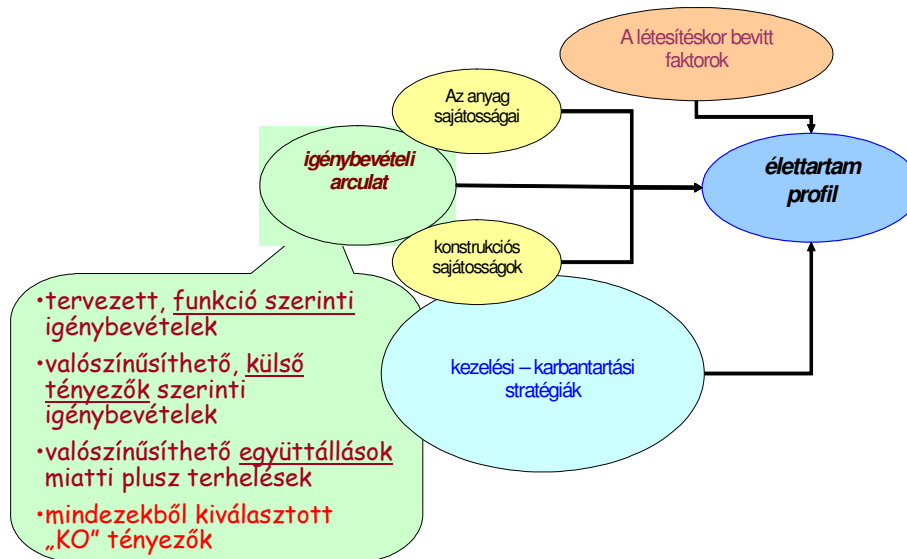 A létesítéskor bevitt
faktorok
Az anyag
sajátosságai
igénybevételi
arculat
élettartam
profil
konstrukciós
sajátosságok
kezelési – karbantartási
stratégiák
•tervezett, funkció szerinti
igénybevételek
•valószínűsíthető, külső
tényezők szerinti
igénybevételek
•valószínűsíthető együttállások
miatti plusz terhelések
•mindezekből kiválasztott
„KO” tényezők